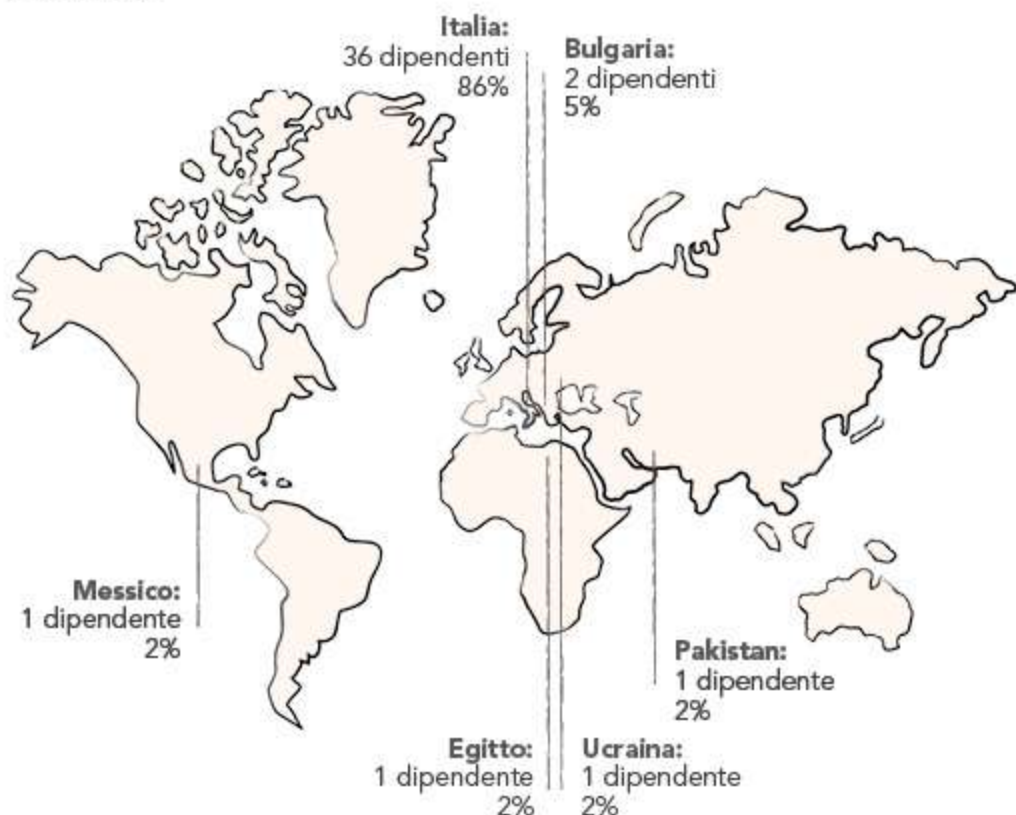 Italia:
36 dipendenti
86%
Bulgaria:
2 dipendenti
5%
Messico:
1 dipendente
2%
Pakistan:
1 dipendente
2%
Egitto:
1 dipendente
2%
Ucraina:
1 dipendente
2%